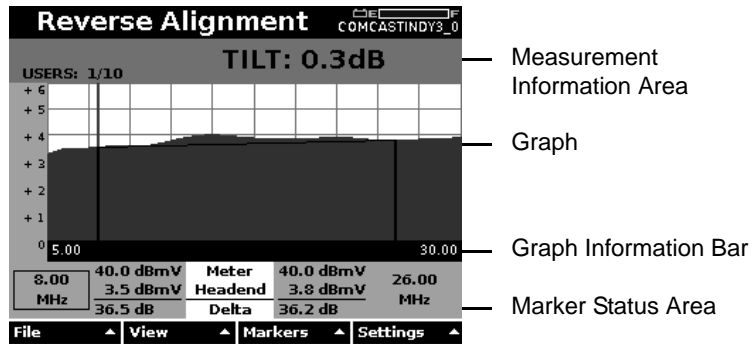 Reverse Alignment
E F
COMCASTINDY3_0
TILT: 0.3dB
USERS: 1/10
+ 6
+ 5
+ 4
+ 3
+ 2
+ 1
0
5.00 30.00
8.00 MHz
40.0 dBmV Meter 40.0 dBmV
3.5 dBmV Headend 3.8 dBmV
36.5 dB Delta 36.2 dB
26.00 MHz
File View Markers Settings
Measurement
Information Area
Graph
Graph Information Bar
Marker Status Area